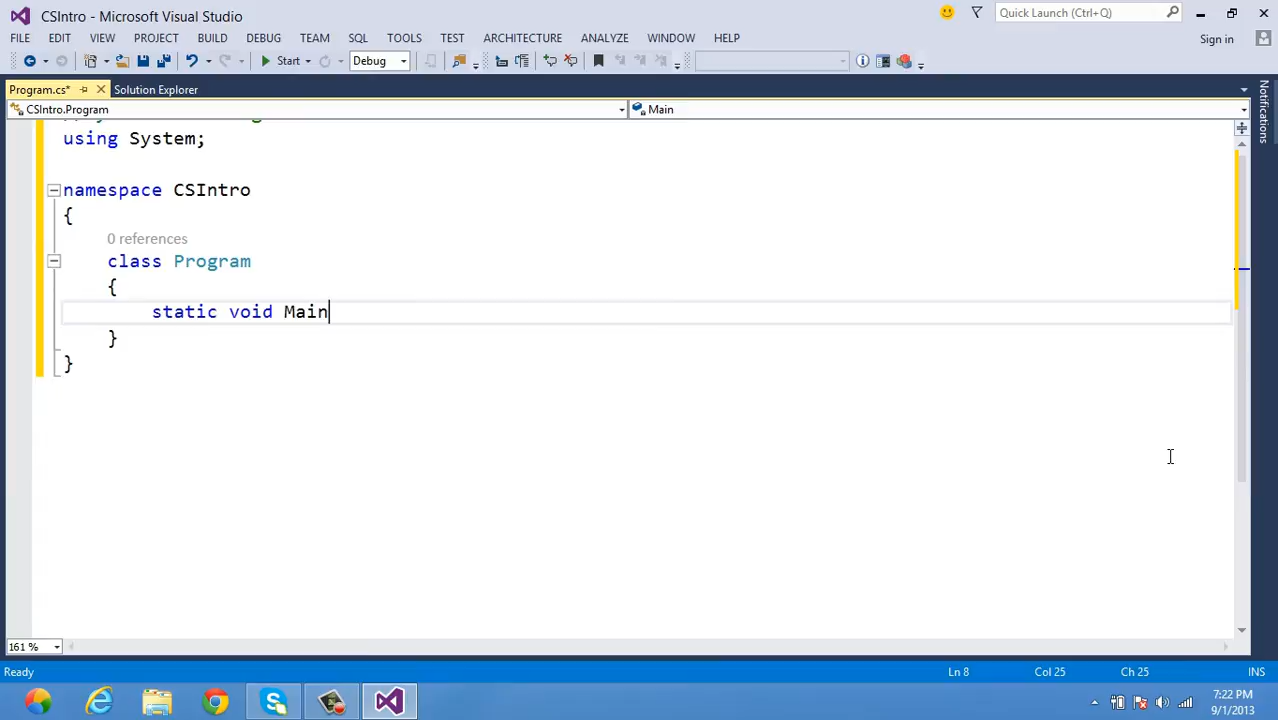 CSIntro - Microsoft Visual Studio
Quick Launch (Ctrl+Q)
FILE EDIT VIEW PROJECT BUILD DEBUG TEAM SQL TOOLS TEST ARCHITECTURE ANALYZE WINDOW HELP
Sign in
Start Debug
Program.cs* Solution Explorer
Notifications
CSIntro.Program Main
using System;
namespace CSIntro
{
0 references
class Program
{
static void Main
}
}
161 %
Ready Ln 8 Col 25 Ch 25 INS
7:22 PM
9/1/2013